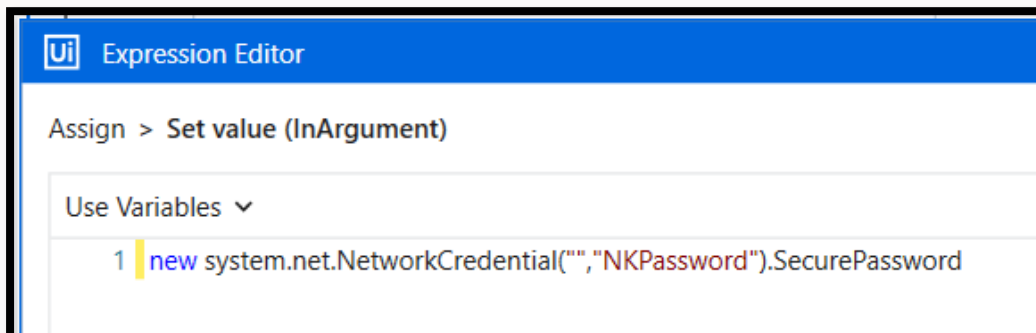 Ui Expression Editor
Assign > Set value (InArgument)
Use Variables
1 new system.net.NetworkCredential("","NKPassword").SecurePassword